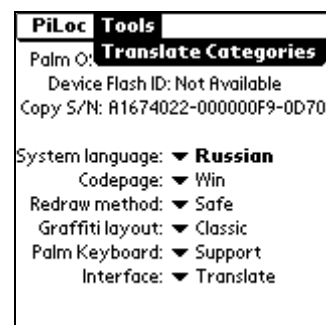 PiLoc Tools
Palm O: Translate Categories
Device Flash ID: Not Available
Copy S/N: A1674022-000000F9-0D70
System language: Russian
Codepage: Win
Redraw method: Safe
Graffiti layout: Classic
Palm Keyboard: Support
Interface: Translate